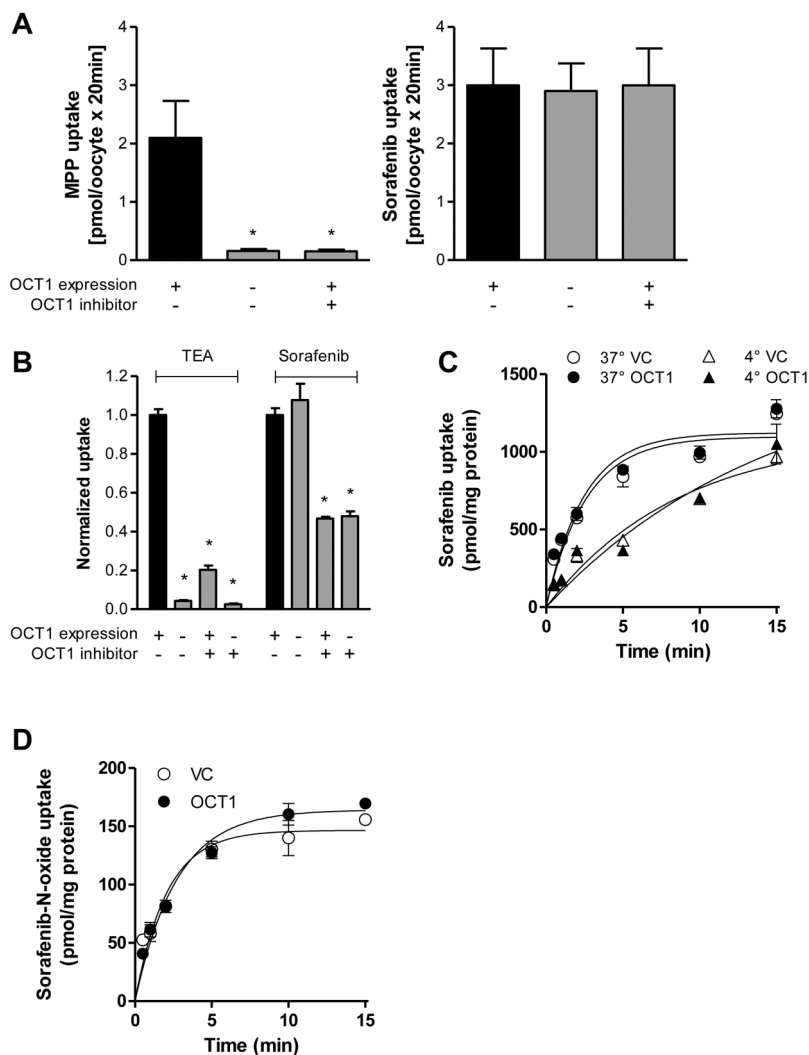 A
MPP uptake
[pmol/oocyte x 20min]
4
3
2
1
0
*
*
OCT1 expression
+
-
+
OCT1 inhibitor
-
-
+
Sorafenib uptake
[pmol/oocyte x 20min]
4
3
2
1
0
+
-
+
-
-
+
B
TEA
Sorafenib
Normalized uptake
1.2
1.0
0.8
0.6
0.4
0.2
0.0
*
*
*
*
*
OCT1 expression
+ - + - + - + -
OCT1 inhibitor
- - + + - - + +
C
37° VC
4° VC
37° OCT1
4° OCT1
Sorafenib uptake
(pmol/mg protein)
1500
1000
500
0
0 5 10 15
Time (min)
D
VC
OCT1
Sorafenib-N-oxide uptake
(pmol/mg protein)
200
150
100
50
0
0 5 10 15
Time (min)